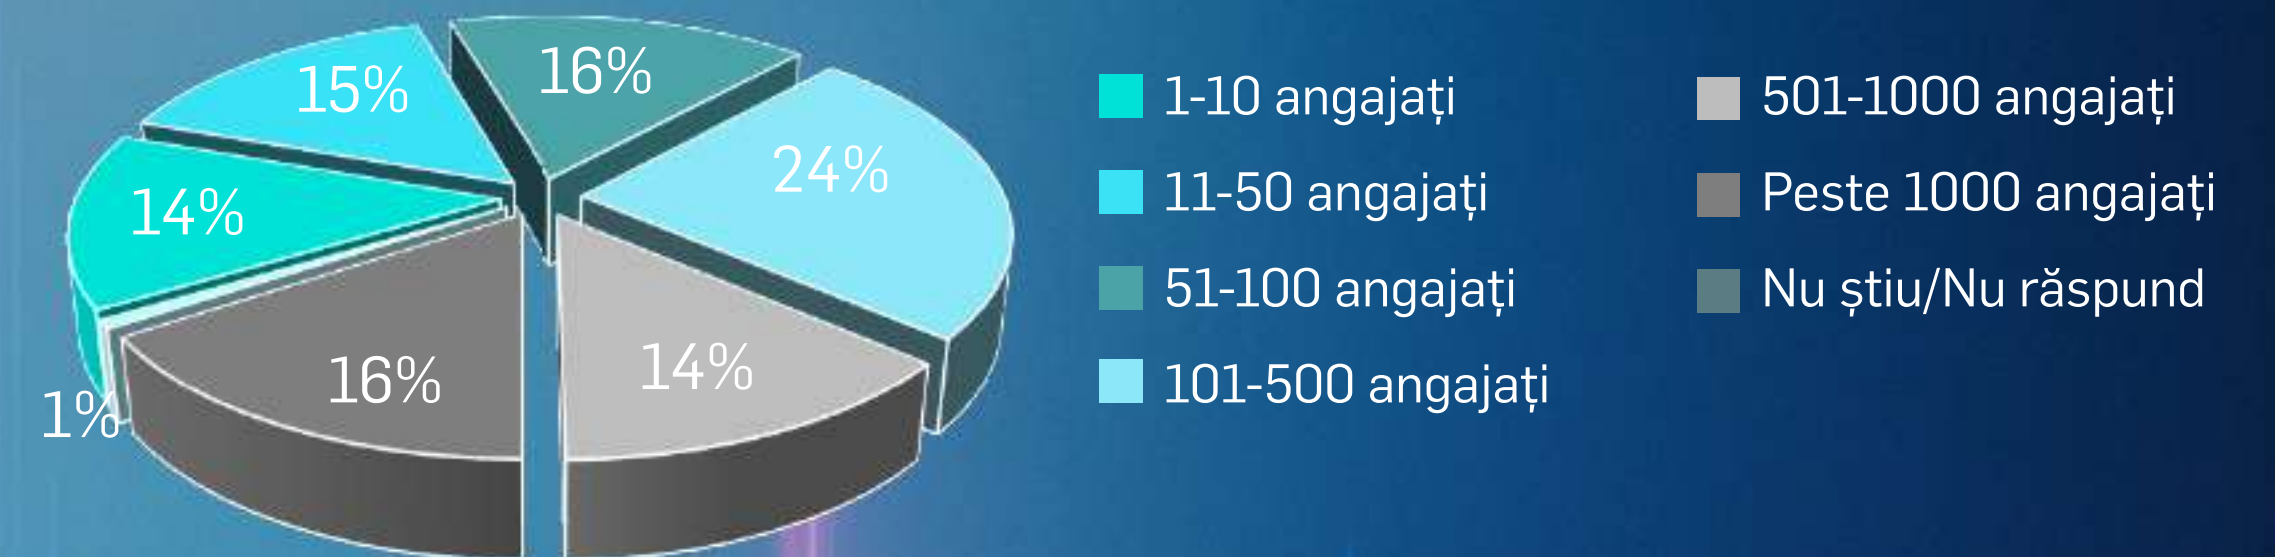 15%
16%
24%
14%
1%
16%
14%
1-10 angajați
11-50 angajați
51-100 angajați
101-500 angajați
501-1000 angajați
Peste 1000 angajați
Nu știu/Nu răspund